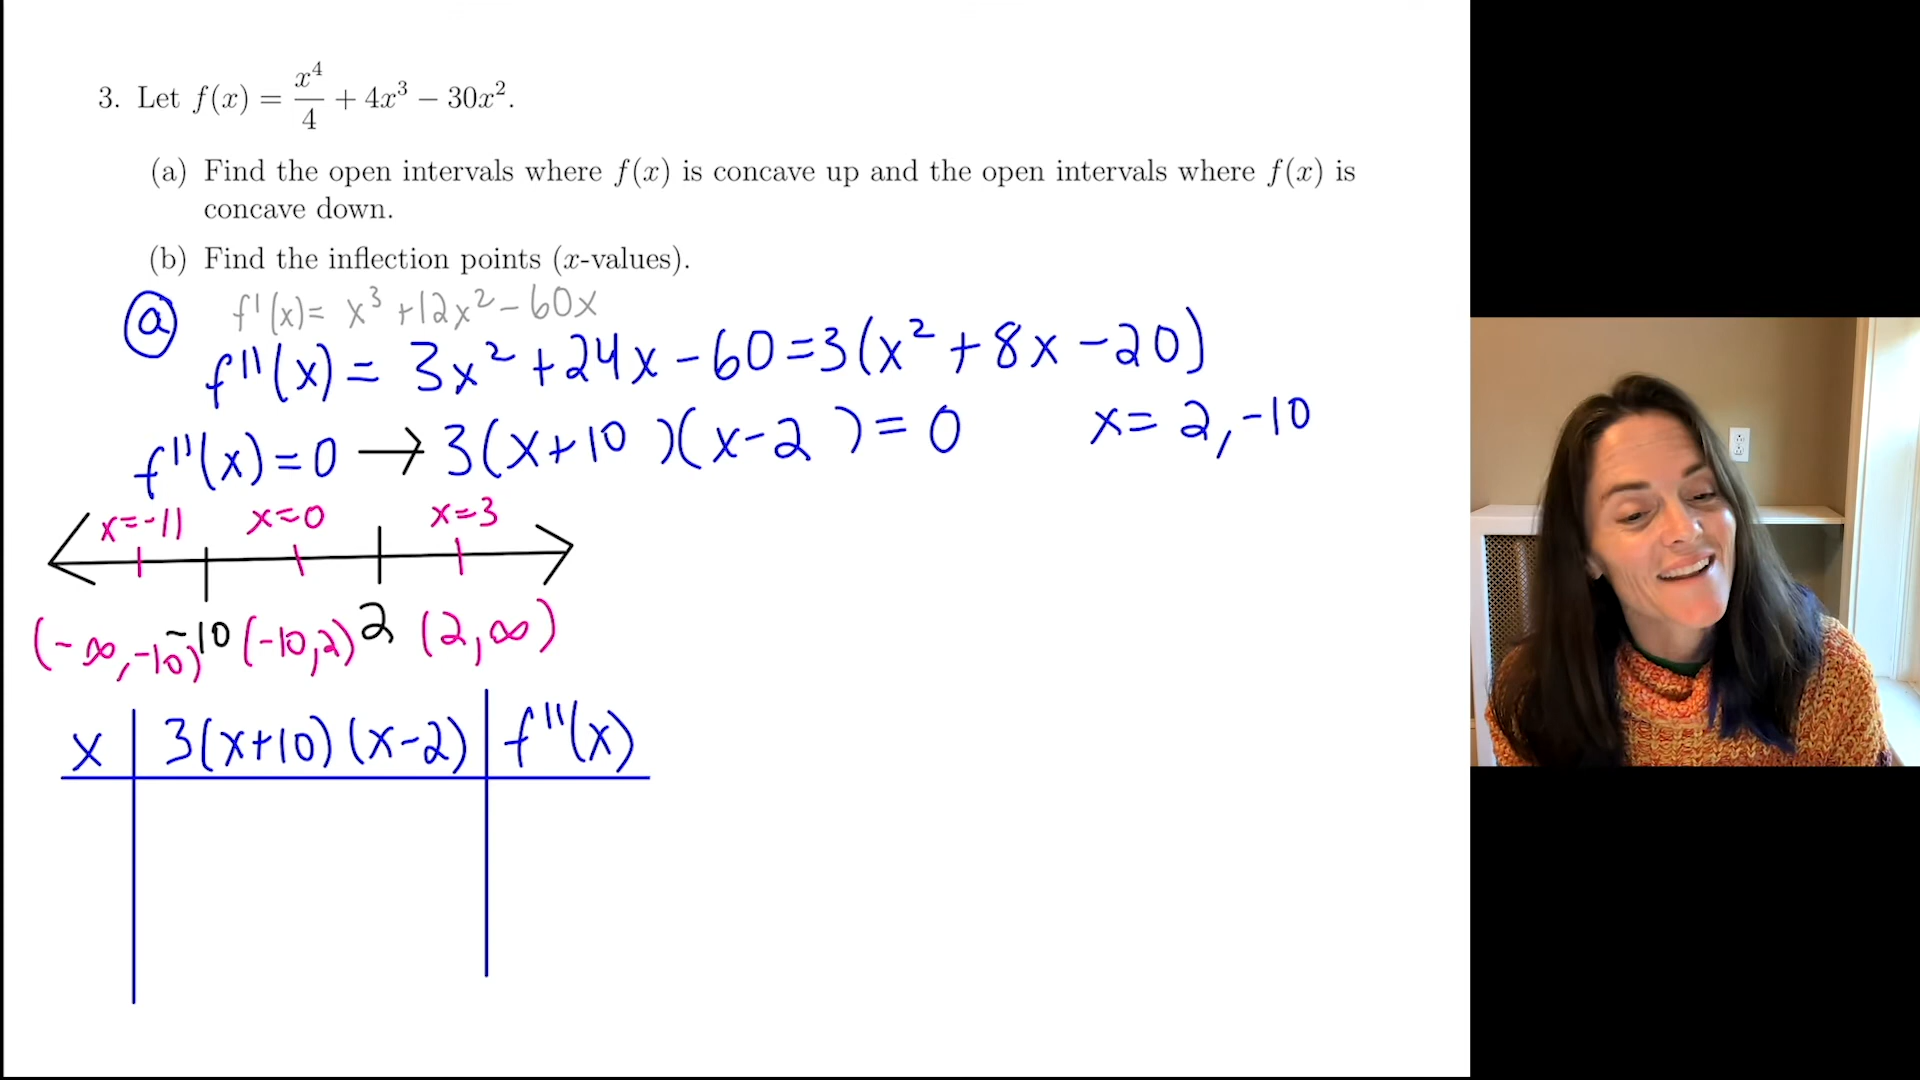 3. Let f(x) = x⁴/4 + 4x³ − 30x².
(a) Find the open intervals where f(x) is concave up and the open intervals where f(x) is
concave down.
(b) Find the inflection points (x-values).
ⓐ f'(x) = x³ + 12x² − 60x
f''(x) = 3x² + 24x − 60 = 3(x² + 8x − 20)
f''(x) = 0 → 3(x+10)(x−2) = 0 x = 2, −10
x=−11 x=0 x=3
(−∞, −10) −10 (−10,2) 2 (2, ∞)
x 3(x+10)(x−2) f''(x)